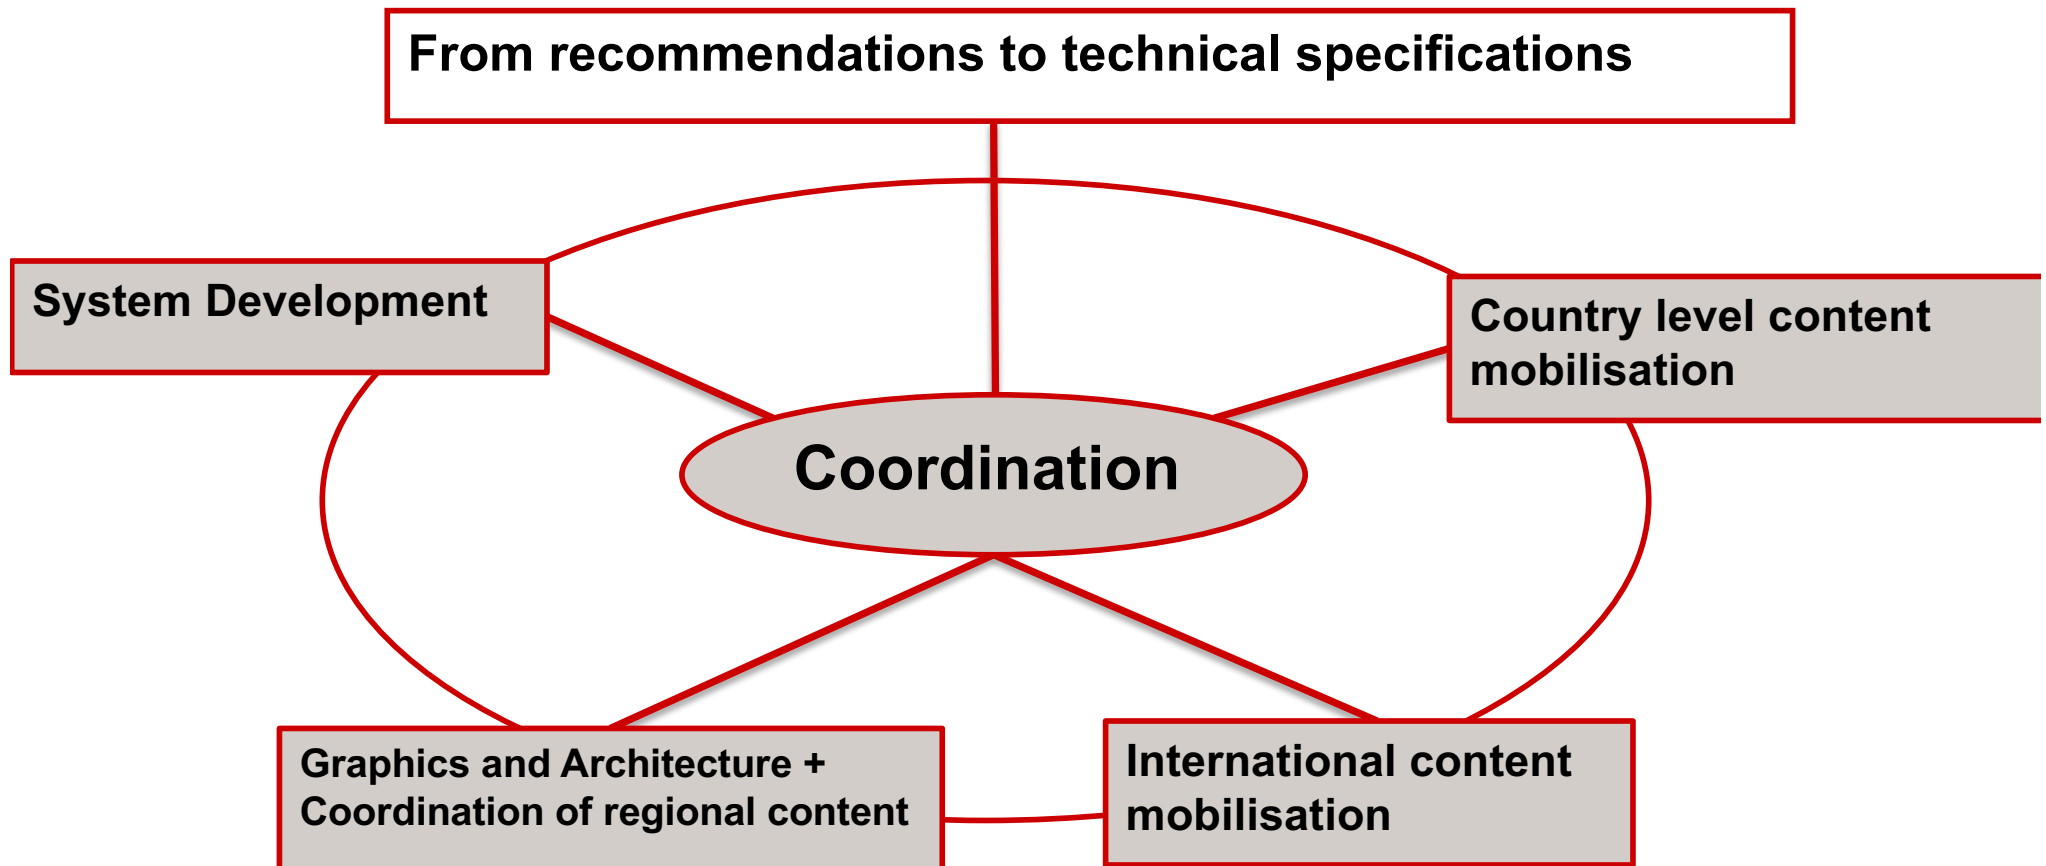 From recommendations to technical specifications
System Development
Country level content
mobilisation
Coordination
Graphics and Architecture +
Coordination of regional content
International content
mobilisation